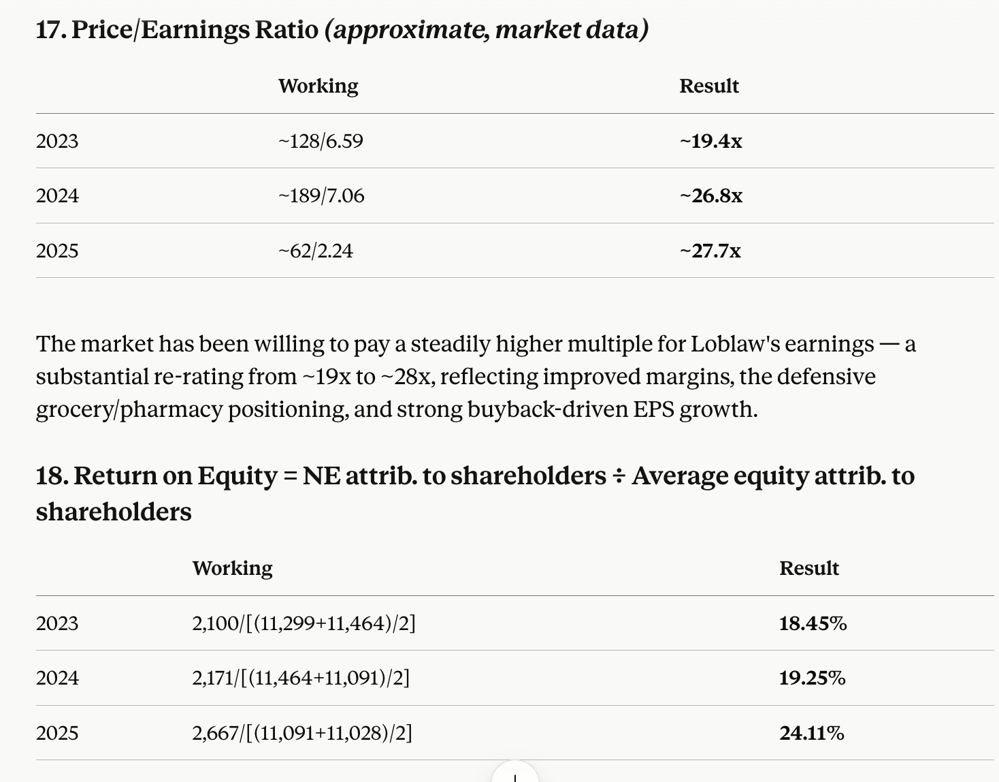 17. Price/Earnings Ratio (approximate, market data)
Working Result
2023 ~128/6.59 ~19.4x
2024 ~189/7.06 ~26.8x
2025 ~62/2.24 ~27.7x
The market has been willing to pay a steadily higher multiple for Loblaw's earnings — a
substantial re-rating from ~19x to ~28x, reflecting improved margins, the defensive
grocery/pharmacy positioning, and strong buyback-driven EPS growth.
18. Return on Equity = NE attrib. to shareholders ÷ Average equity attrib. to
shareholders
Working Result
2023 2,100/[(11,299+11,464)/2] 18.45%
2024 2,171/[(11,464+11,091)/2] 19.25%
2025 2,667/[(11,091+11,028)/2] 24.11%